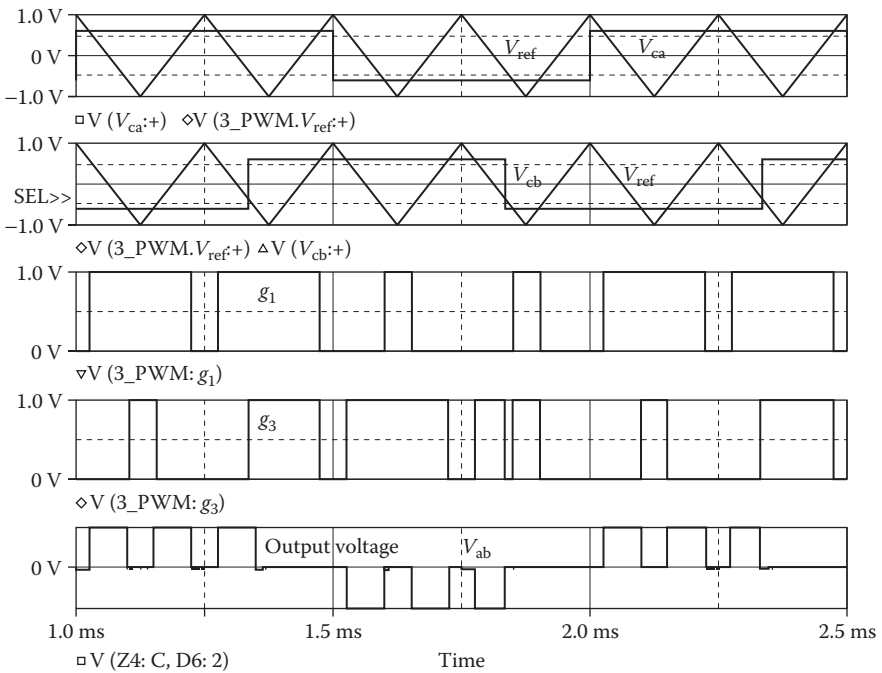 1.0 V
0 V
−1.0 V
V_ref
V_ca
□V (V_ca:+) ◇V (3_PWM.V_ref:+)
1.0 V
SEL>>
−1.0 V
V_cb
V_ref
◇V (3_PWM.V_ref:+) △V (V_cb:+)
1.0 V
0 V
g_1
▽V (3_PWM: g_1)
1.0 V
0 V
g_3
◇V (3_PWM: g_3)
0 V
Output voltage
V_ab
1.0 ms 1.5 ms 2.0 ms 2.5 ms
□V (Z4: C, D6: 2) Time